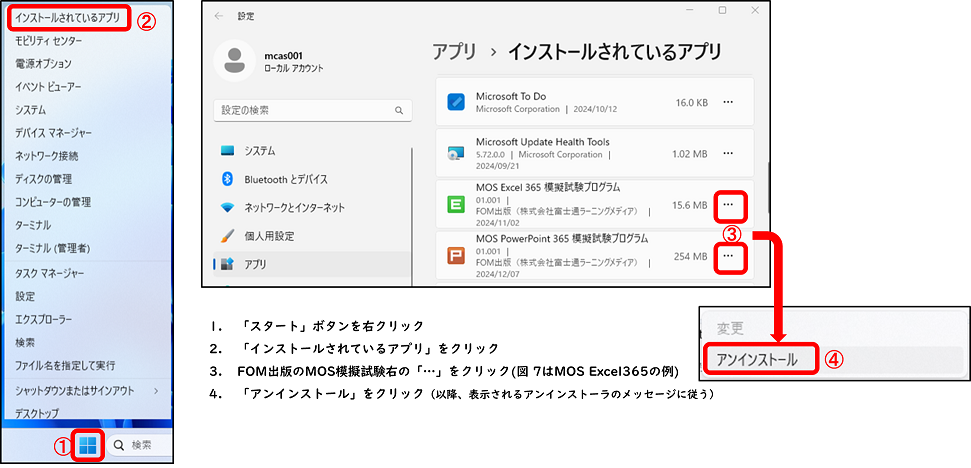 インストールされているアプリ
②
モビリティ センター
電源オプション
イベント ビューアー
システム
デバイス マネージャー
ネットワーク接続
ディスクの管理
コンピューターの管理
ターミナル
ターミナル (管理者)
タスク マネージャー
設定
エクスプローラー
検索
ファイル名を指定して実行
シャットダウンまたはサインアウト >
デスクトップ
①
検索
← 設定
mcas001
ローカル アカウント
設定の検索
システム
Bluetooth とデバイス
ネットワークとインターネット
個人用設定
アプリ
アプリ › インストールされているアプリ
Microsoft To Do
Microsoft Corporation | 2024/10/12
16.0 KB ···
Microsoft Update Health Tools
5.72.0.0 | Microsoft Corporation |
2024/09/21
1.02 MB ···
MOS Excel 365 模擬試験プログラム
01.001 |
FOM出版（株式会社富士通ラーニングメディア） |
2024/11/02
15.6 MB ···
③
MOS PowerPoint 365 模擬試験プログラム
01.001 |
FOM出版（株式会社富士通ラーニングメディア） |
2024/12/07
254 MB ···
変更
アンインストール
④
1. 「スタート」ボタンを右クリック
2. 「インストールされているアプリ」をクリック
3. FOM出版のMOS模擬試験右の「…」をクリック(図 7はMOS Excel365の例)
4. 「アンインストール」をクリック（以降、表示されるアンインストーラのメッセージに従う）